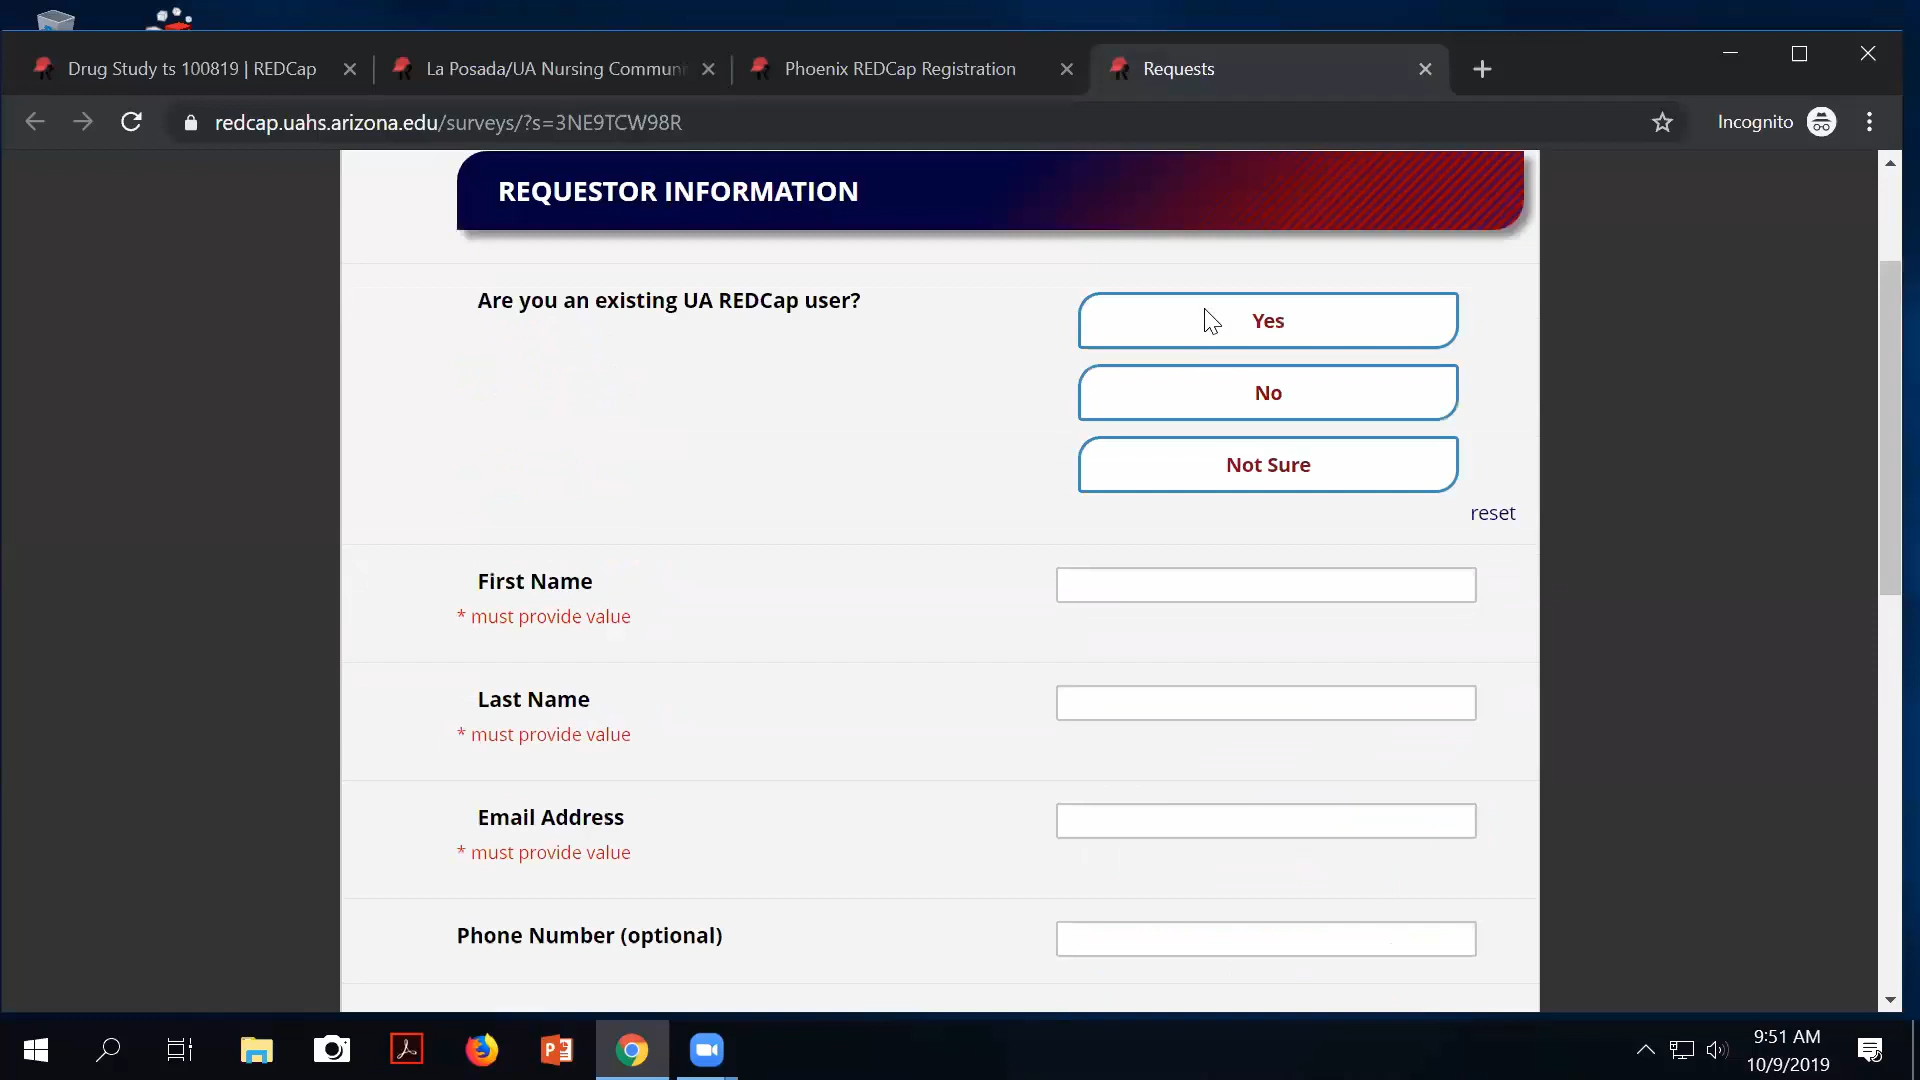 Drug Study ts 100819 | REDCap
La Posada/UA Nursing Commun
Phoenix REDCap Registration
Requests
redcap.uahs.arizona.edu/surveys/?s=3NE9TCW98R
Incognito
REQUESTOR INFORMATION
Are you an existing UA REDCap user?
Yes
No
Not Sure
reset
First Name
* must provide value
Last Name
* must provide value
Email Address
* must provide value
Phone Number (optional)
9:51 AM
10/9/2019